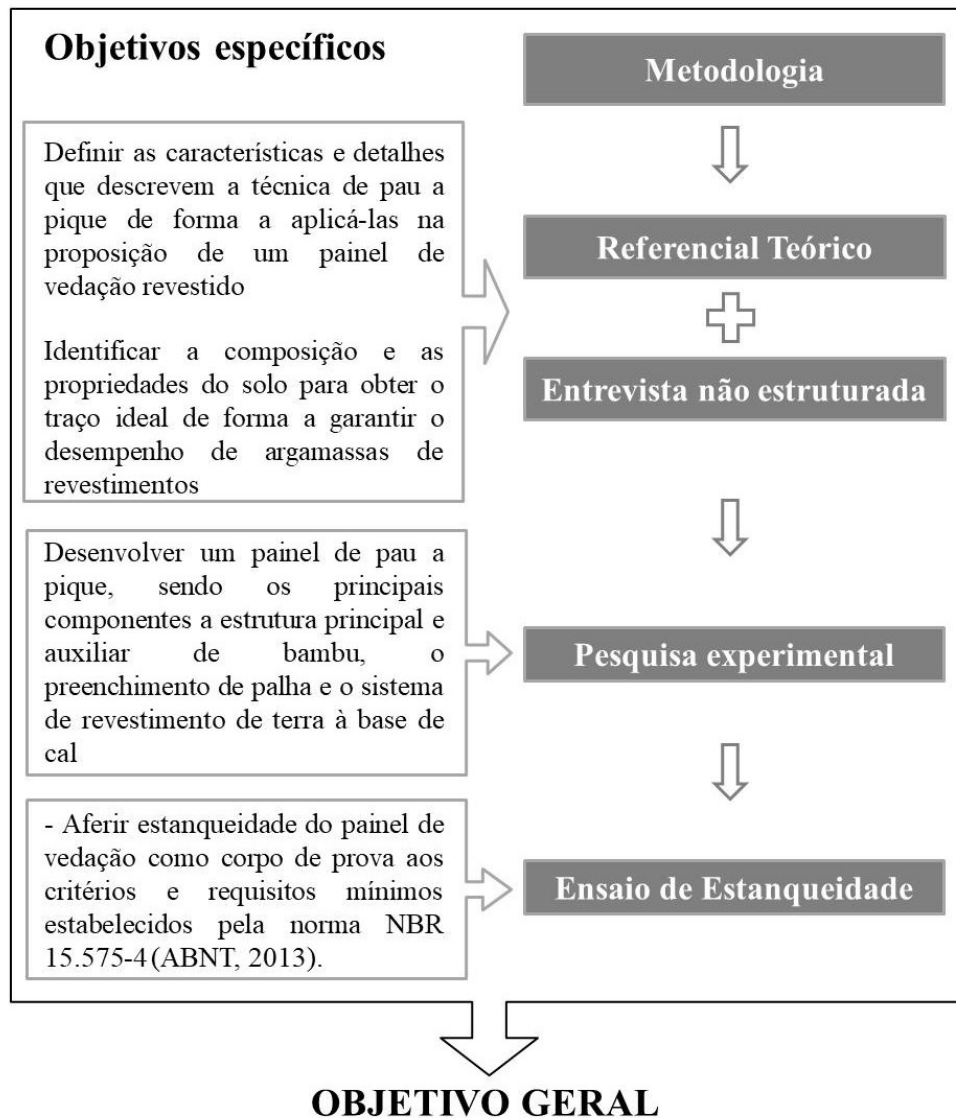 Objetivos específicos
Metodologia
Definir as características e detalhes
que descrevem a técnica de pau a
pique de forma a aplicá-las na
proposição de um painel de
vedação revestido
Identificar a composição e as
propriedades do solo para obter o
traço ideal de forma a garantir o
desempenho de argamassas de
revestimentos
Referencial Teórico
Entrevista não estruturada
Desenvolver um painel de pau a
pique, sendo os principais
componentes a estrutura principal e
auxiliar de bambu, o
preenchimento de palha e o sistema
de revestimento de terra à base de
cal
Pesquisa experimental
- Aferir estanqueidade do painel de
vedação como corpo de prova aos
critérios e requisitos mínimos
estabelecidos pela norma NBR
15.575-4 (ABNT, 2013).
Ensaio de Estanqueidade
OBJETIVO GERAL